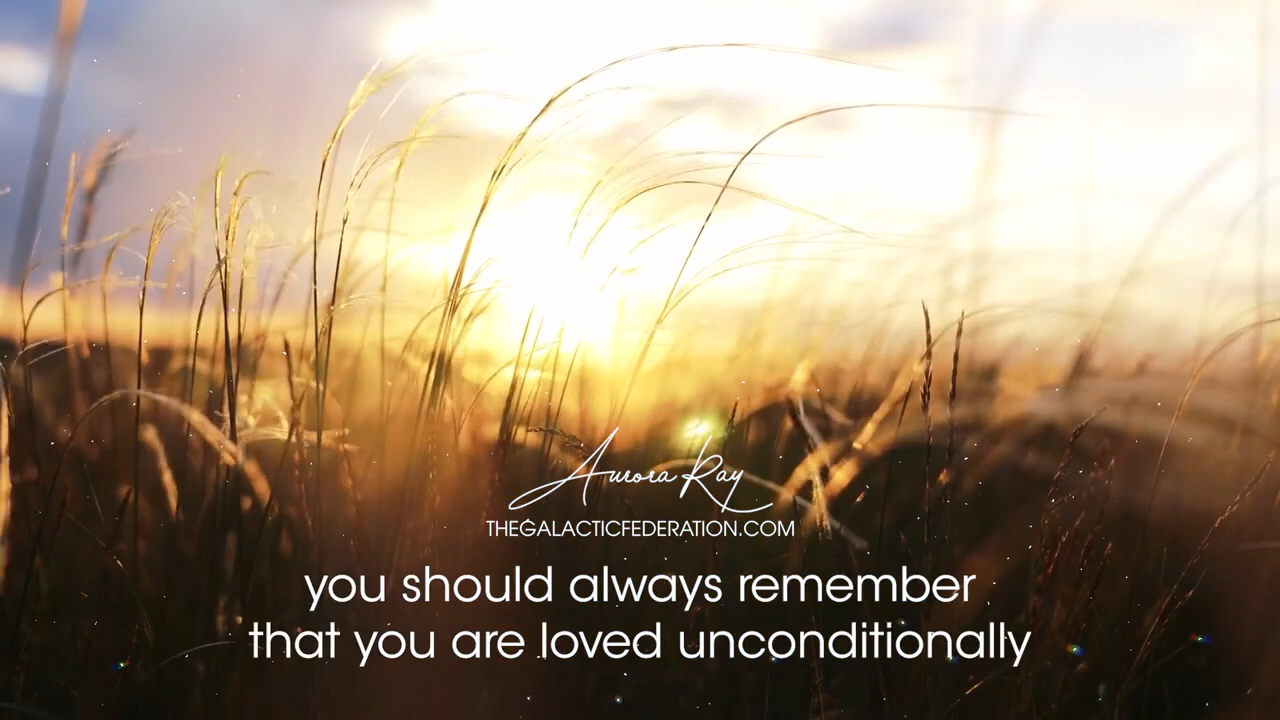 Aurora Ray
THEGALACTICFEDERATION.COM
you should always remember
that you are loved unconditionally